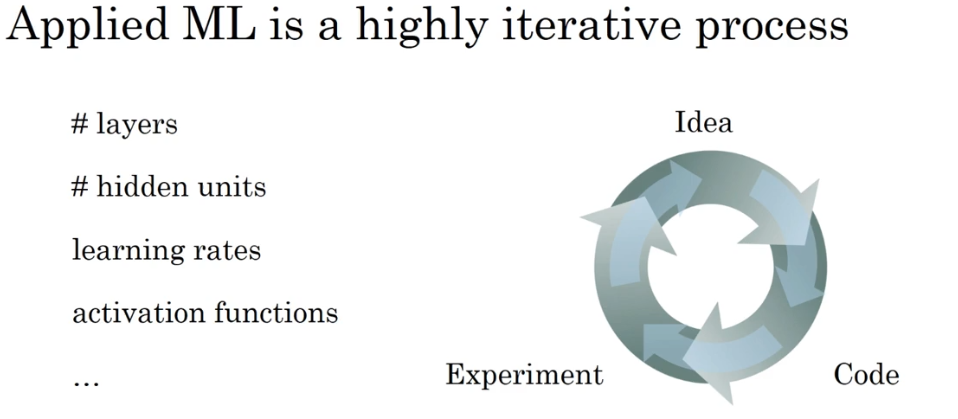 Applied ML is a highly iterative process
# layers
# hidden units
learning rates
activation functions
...
Idea
Experiment
Code